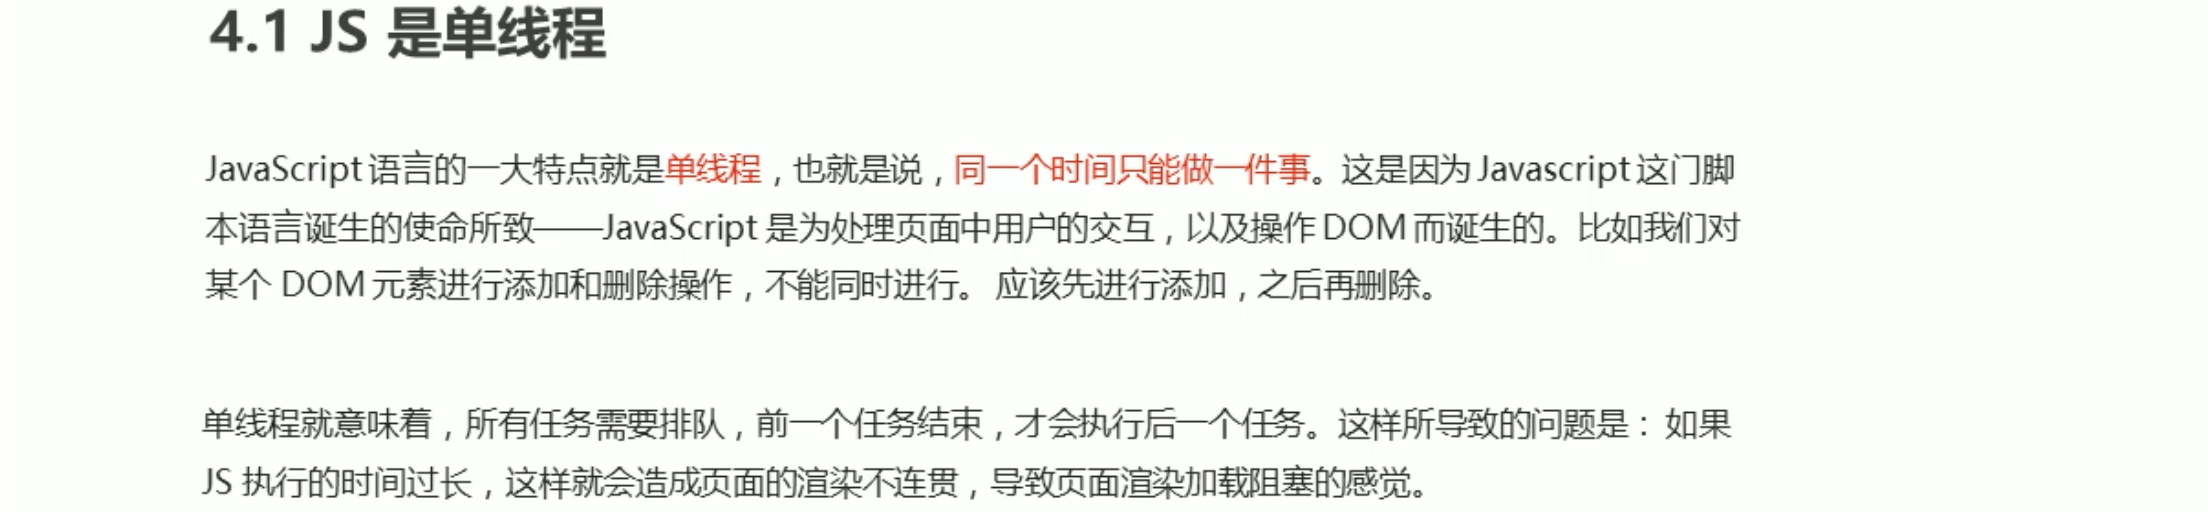 4.1 JS 是单线程
JavaScript 语言的一大特点就是单线程，也就是说，同一个时间只能做一件事。这是因为 Javascript 这门脚
本语言诞生的使命所致——JavaScript 是为处理页面中用户的交互，以及操作 DOM 而诞生的。比如我们对
某个 DOM 元素进行添加和删除操作，不能同时进行。 应该先进行添加，之后再删除。
单线程就意味着，所有任务需要排队，前一个任务结束，才会执行后一个任务。这样所导致的问题是： 如果
JS 执行的时间过长，这样就会造成页面的渲染不连贯，导致页面渲染加载阻塞的感觉。